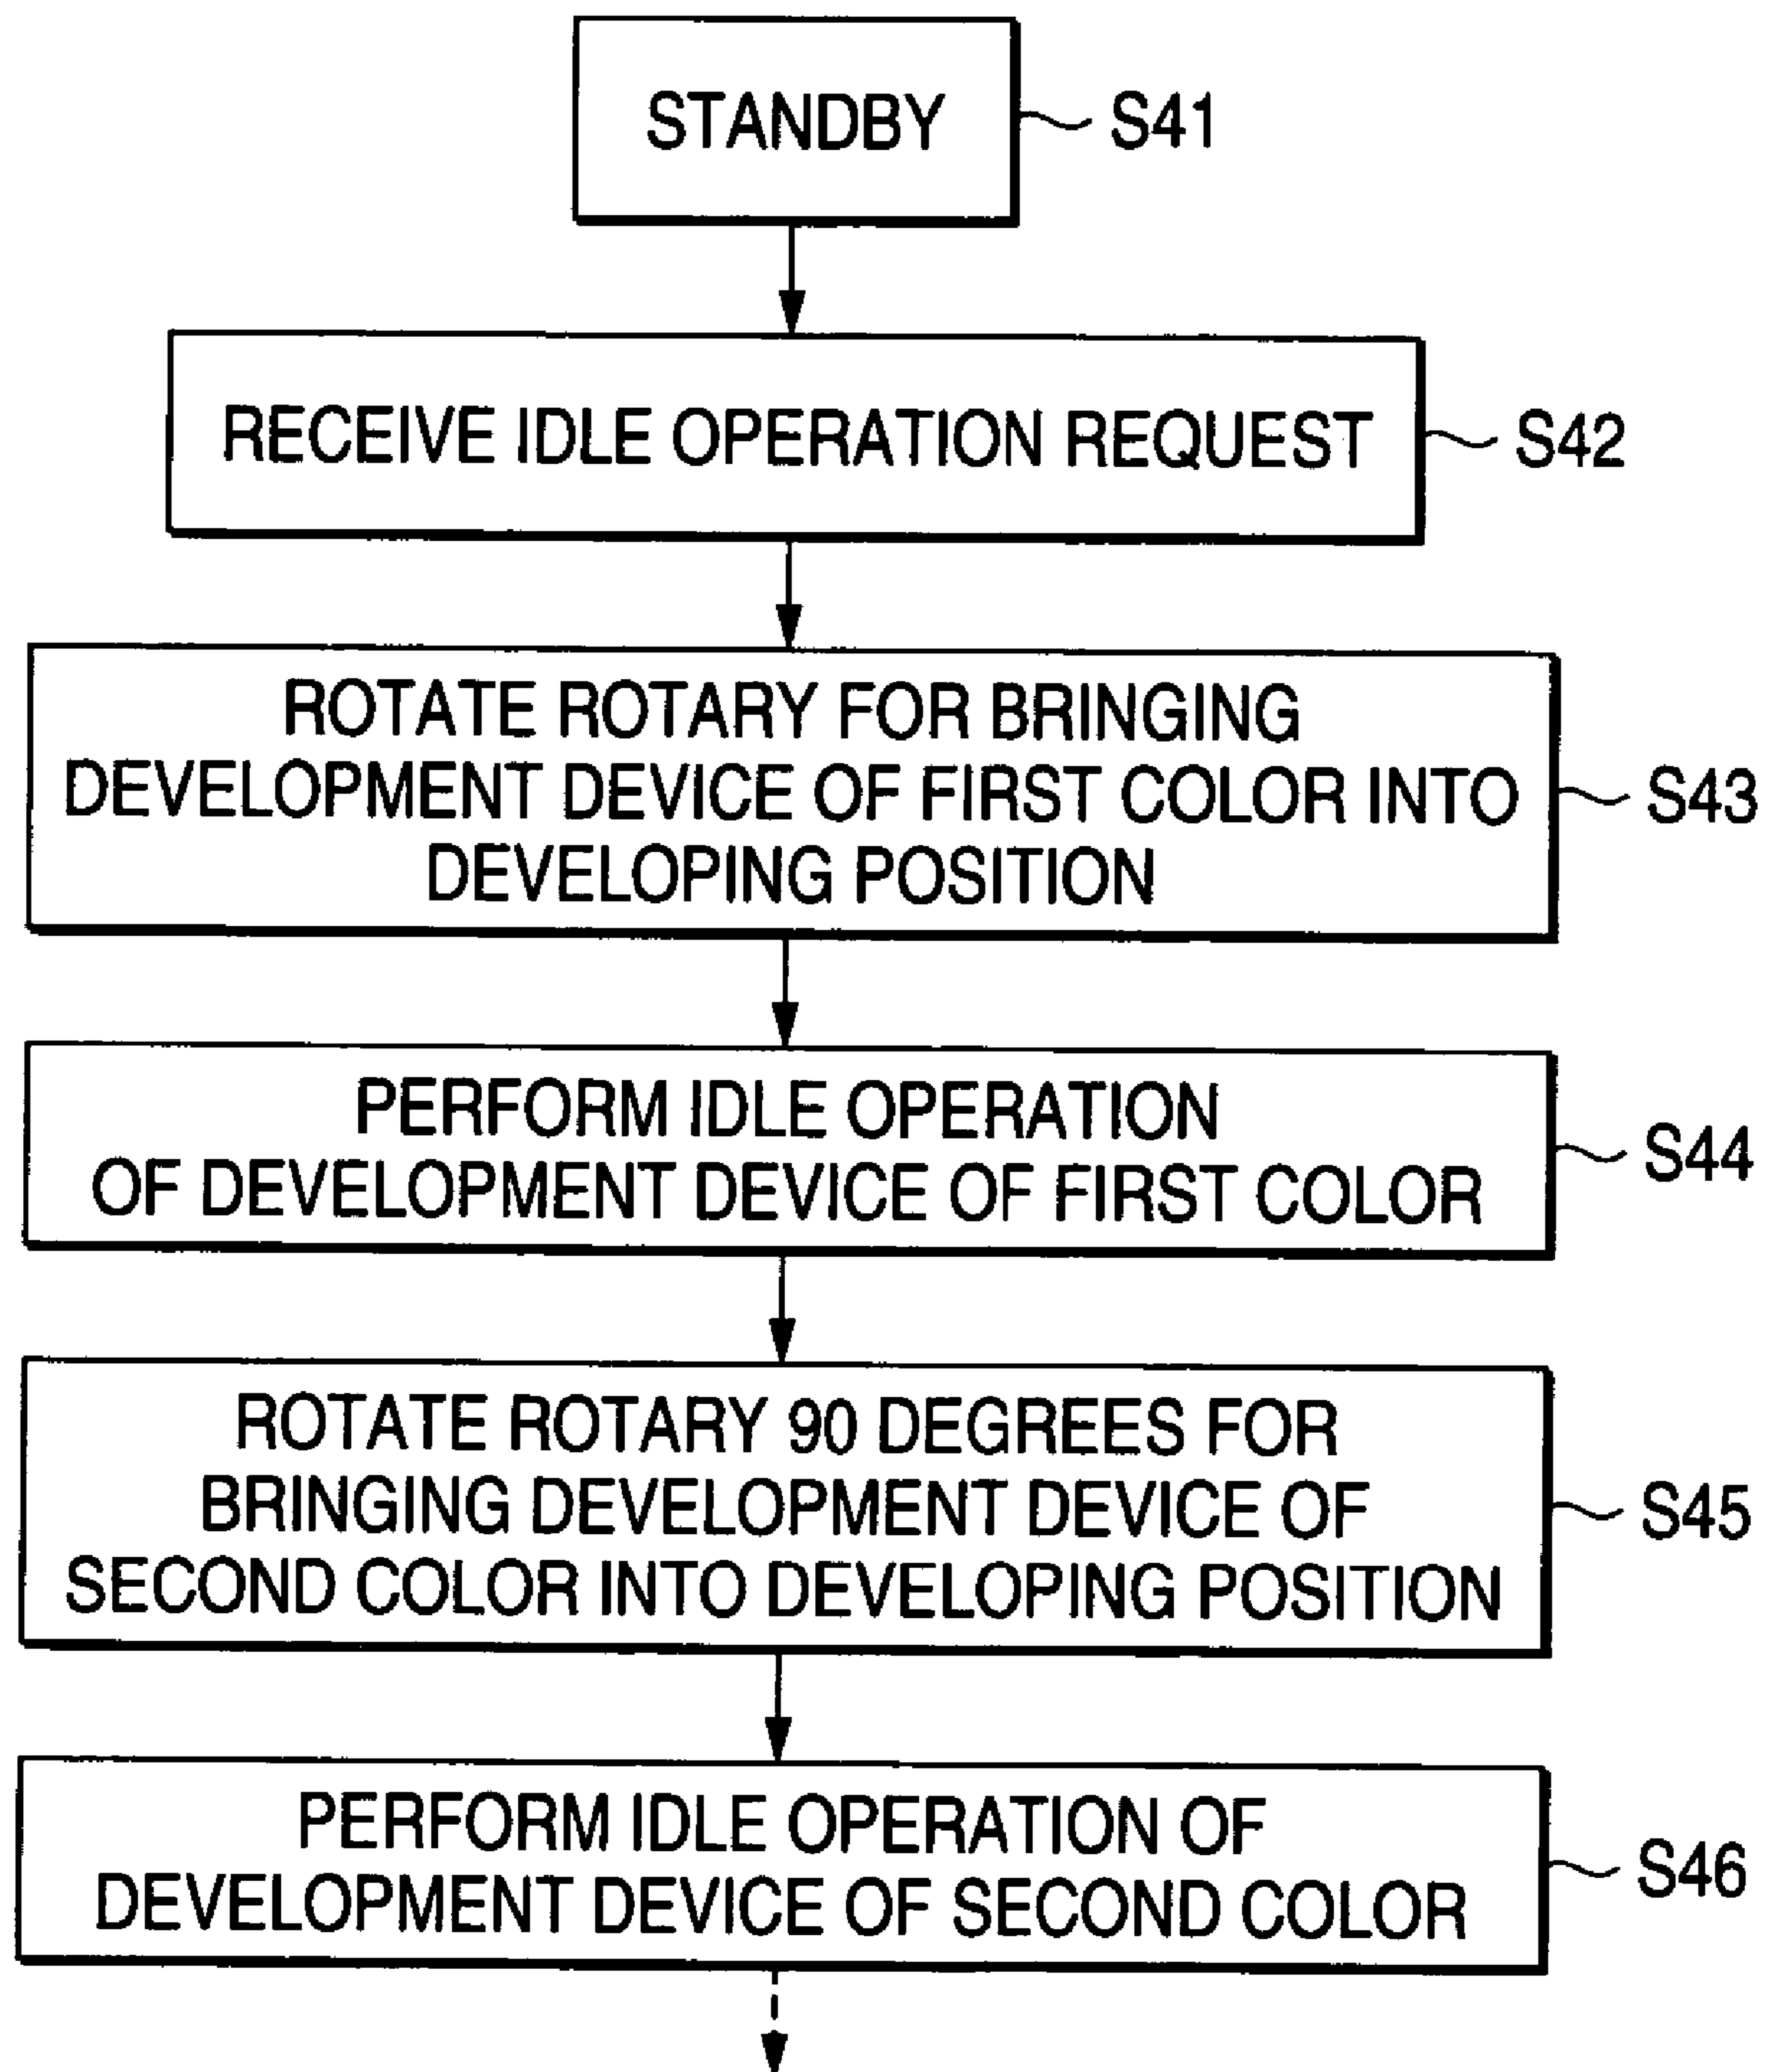 STANDBY
S41
RECEIVE IDLE OPERATION REQUEST
S42
ROTATE ROTARY FOR BRINGING
DEVELOPMENT DEVICE OF FIRST COLOR INTO
DEVELOPING POSITION
S43
PERFORM IDLE OPERATION
OF DEVELOPMENT DEVICE OF FIRST COLOR
S44
ROTATE ROTARY 90 DEGREES FOR
BRINGING DEVELOPMENT DEVICE OF
SECOND COLOR INTO DEVELOPING POSITION
S45
PERFORM IDLE OPERATION OF
DEVELOPMENT DEVICE OF SECOND COLOR
S46